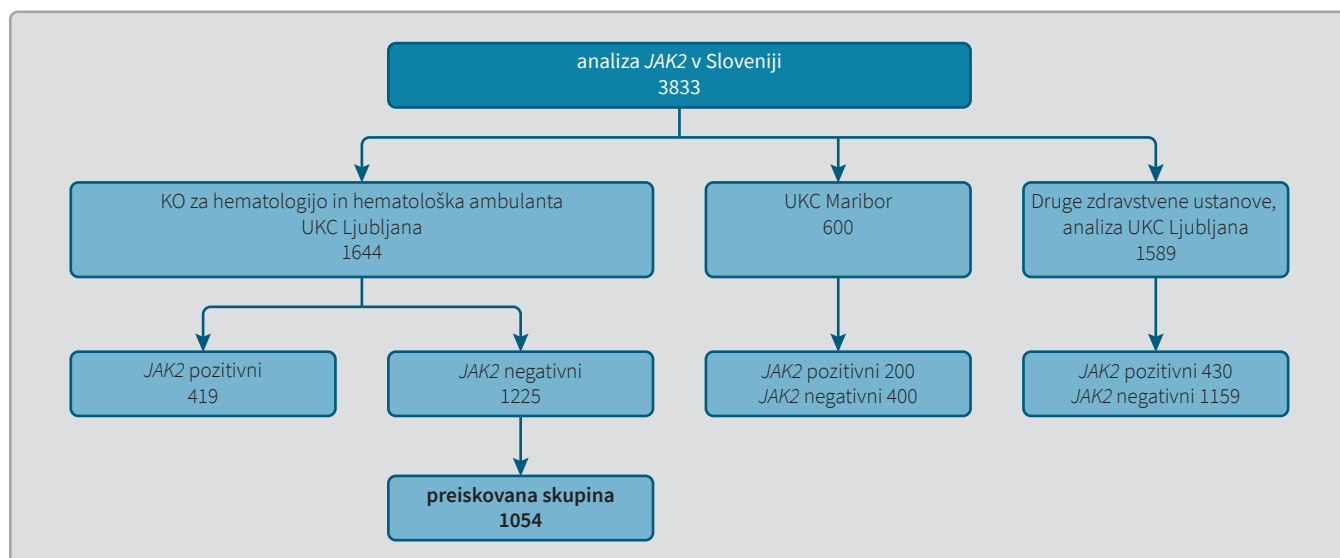 analiza JAK2 v Sloveniji
3833
KO za hematologijo in hematološka ambulanta
UKC Ljubljana
1644
UKC Maribor
600
Druge zdravstvene ustanove,
analiza UKC Ljubljana
1589
JAK2 pozitivni
419
JAK2 negativni
1225
JAK2 pozitivni 200
JAK2 negativni 400
JAK2 pozitivni 430
JAK2 negativni 1159
preiskovana skupina
1054